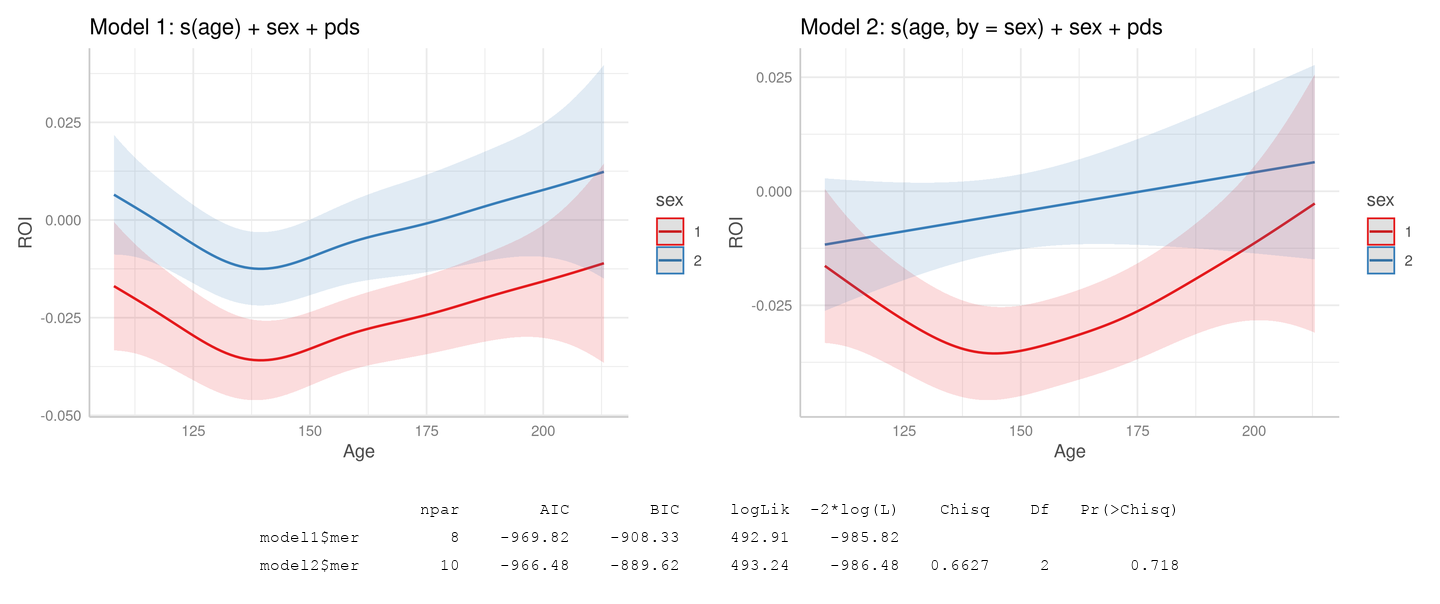 Model 1: s(age) + sex + pds
0.025
0.000
-0.025
-0.050
ROI
125 150 175 200
Age
sex
1
2
Model 2: s(age, by = sex) + sex + pds
0.025
0.000
-0.025
ROI
125 150 175 200
Age
sex
1
2
npar AIC BIC logLik -2*log(L) Chisq Df Pr(>Chisq)
model1$mer 8 -969.82 -908.33 492.91 -985.82
model2$mer 10 -966.48 -889.62 493.24 -986.48 0.6627 2 0.718